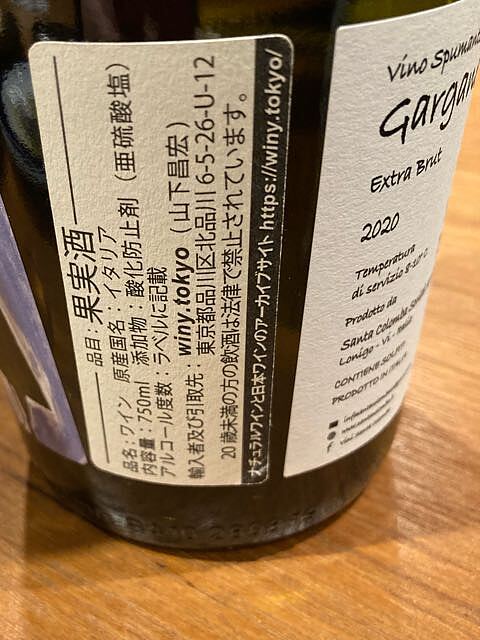 品目：果実酒
品名：ワイン 原産国名：イタリア
内容量：750ml 添加物 酸化防止剤（亜硫酸塩）
アルコール度数：ラベルに記載
輸入者及び引取先：winy.tokyo（山下昌宏）
東京都品川区北品川6-5-26-U-12
20歳未満の方の飲酒は法律で禁止されています。
ナチュラルワインと日本ワインのアーカイブサイト https://winy.tokyo/
Vino Spumante
Extra Brut
2020
Temperatura
di servizio 8-10° C
Prodotto da
Santa Colomba
Lonigo - Vi - Italia
CONTIENE SOLFITI
PRODOTTO IN ITALIA